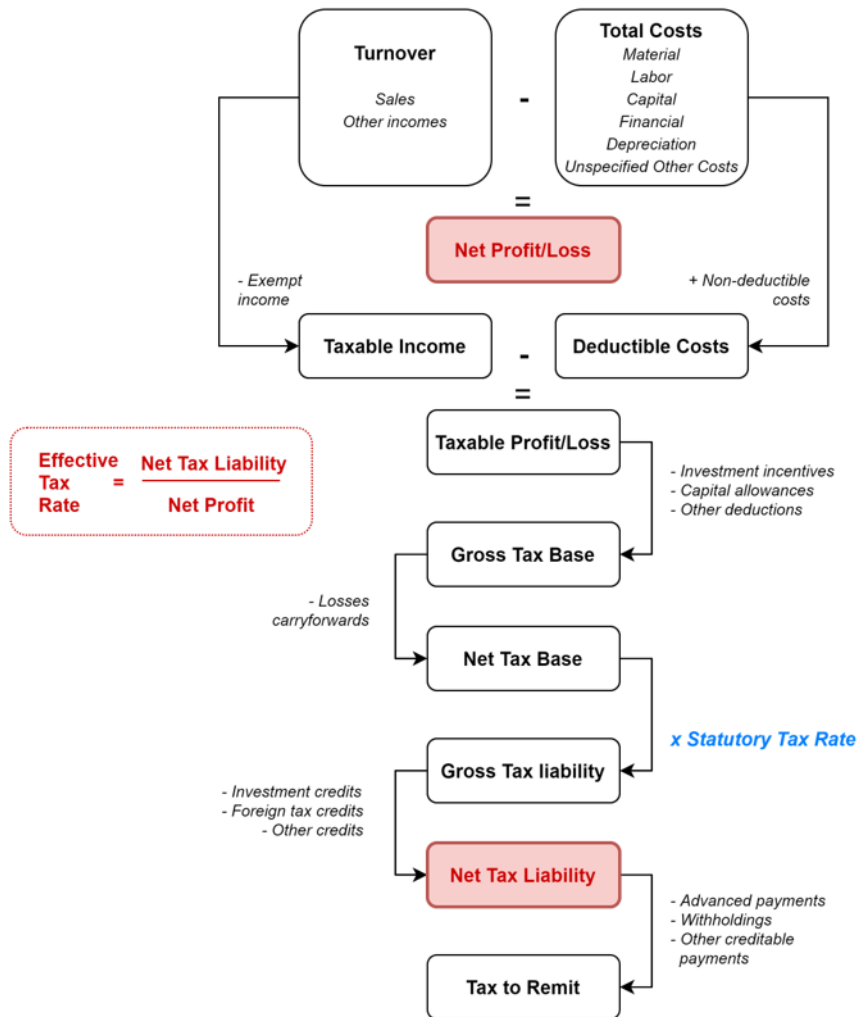 Turnover
Sales
Other incomes
-
Total Costs
Material
Labor
Capital
Financial
Depreciation
Unspecified Other Costs
=
Net Profit/Loss
- Exempt
income
+ Non-deductible
costs
Taxable Income
-
Deductible Costs
=
Taxable Profit/Loss
- Investment incentives
- Capital allowances
- Other deductions
Effective
Tax
Rate
=
Net Tax Liability
Net Profit
Gross Tax Base
- Losses
carryforwards
Net Tax Base
x Statutory Tax Rate
Gross Tax liability
- Investment credits
- Foreign tax credits
- Other credits
Net Tax Liability
- Advanced payments
- Withholdings
- Other creditable
payments
Tax to Remit